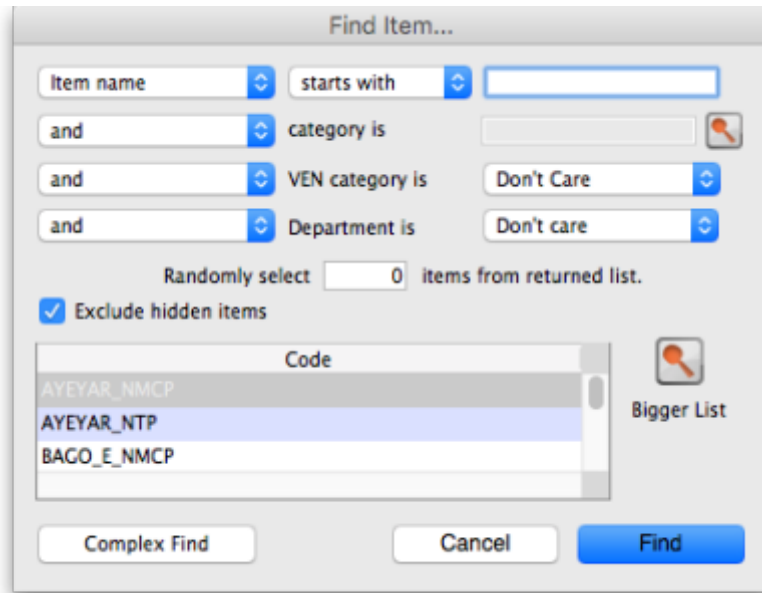 Find Item...
Item name starts with
and category is
and VEN category is Don't Care
and Department is Don't care
Randomly select 0 items from returned list.
Exclude hidden items
Code
AYEYAR_NMCP
AYEYAR_NTP
BAGO_E_NMCP
Bigger List
Complex Find Cancel Find